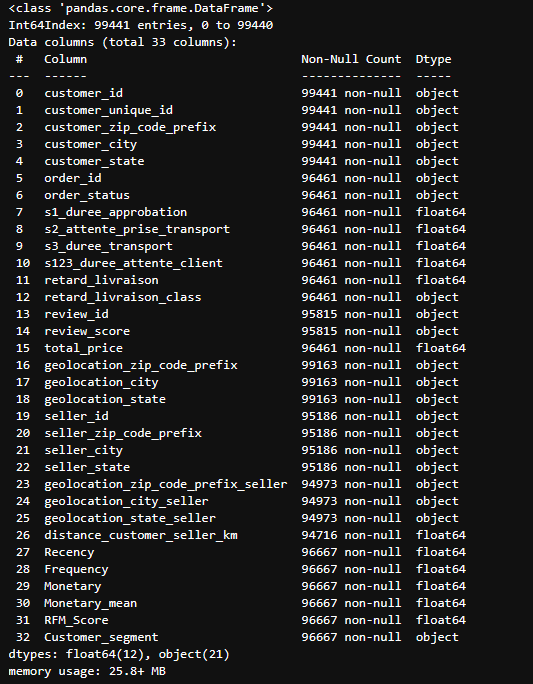 <class 'pandas.core.frame.DataFrame'>
Int64Index: 99441 entries, 0 to 99440
Data columns (total 33 columns):
 #   Column                             Non-Null Count  Dtype
---  ------                             --------------  -----
 0   customer_id                        99441 non-null  object
 1   customer_unique_id                 99441 non-null  object
 2   customer_zip_code_prefix           99441 non-null  object
 3   customer_city                      99441 non-null  object
 4   customer_state                     99441 non-null  object
 5   order_id                           96461 non-null  object
 6   order_status                       96461 non-null  object
 7   s1_duree_approbation               96461 non-null  float64
 8   s2_attente_prise_transport         96461 non-null  float64
 9   s3_duree_transport                 96461 non-null  float64
 10  s123_duree_attente_client          96461 non-null  float64
 11  retard_livraison                   96461 non-null  float64
 12  retard_livraison_class             96461 non-null  object
 13  review_id                          95815 non-null  object
 14  review_score                       95815 non-null  object
 15  total_price                        96461 non-null  float64
 16  geolocation_zip_code_prefix        99163 non-null  object
 17  geolocation_city                   99163 non-null  object
 18  geolocation_state                  99163 non-null  object
 19  seller_id                          95186 non-null  object
 20  seller_zip_code_prefix             95186 non-null  object
 21  seller_city                        95186 non-null  object
 22  seller_state                       95186 non-null  object
 23  geolocation_zip_code_prefix_seller  94973 non-null  object
 24  geolocation_city_seller            94973 non-null  object
 25  geolocation_state_seller           94973 non-null  object
 26  distance_customer_seller_km        94716 non-null  float64
 27  Recency                            96667 non-null  float64
 28  Frequency                          96667 non-null  float64
 29  Monetary                           96667 non-null  float64
 30  Monetary_mean                      96667 non-null  float64
 31  RFM_Score                          96667 non-null  float64
 32  Customer_segment                   96667 non-null  object
dtypes: float64(12), object(21)
memory usage: 25.8+ MB